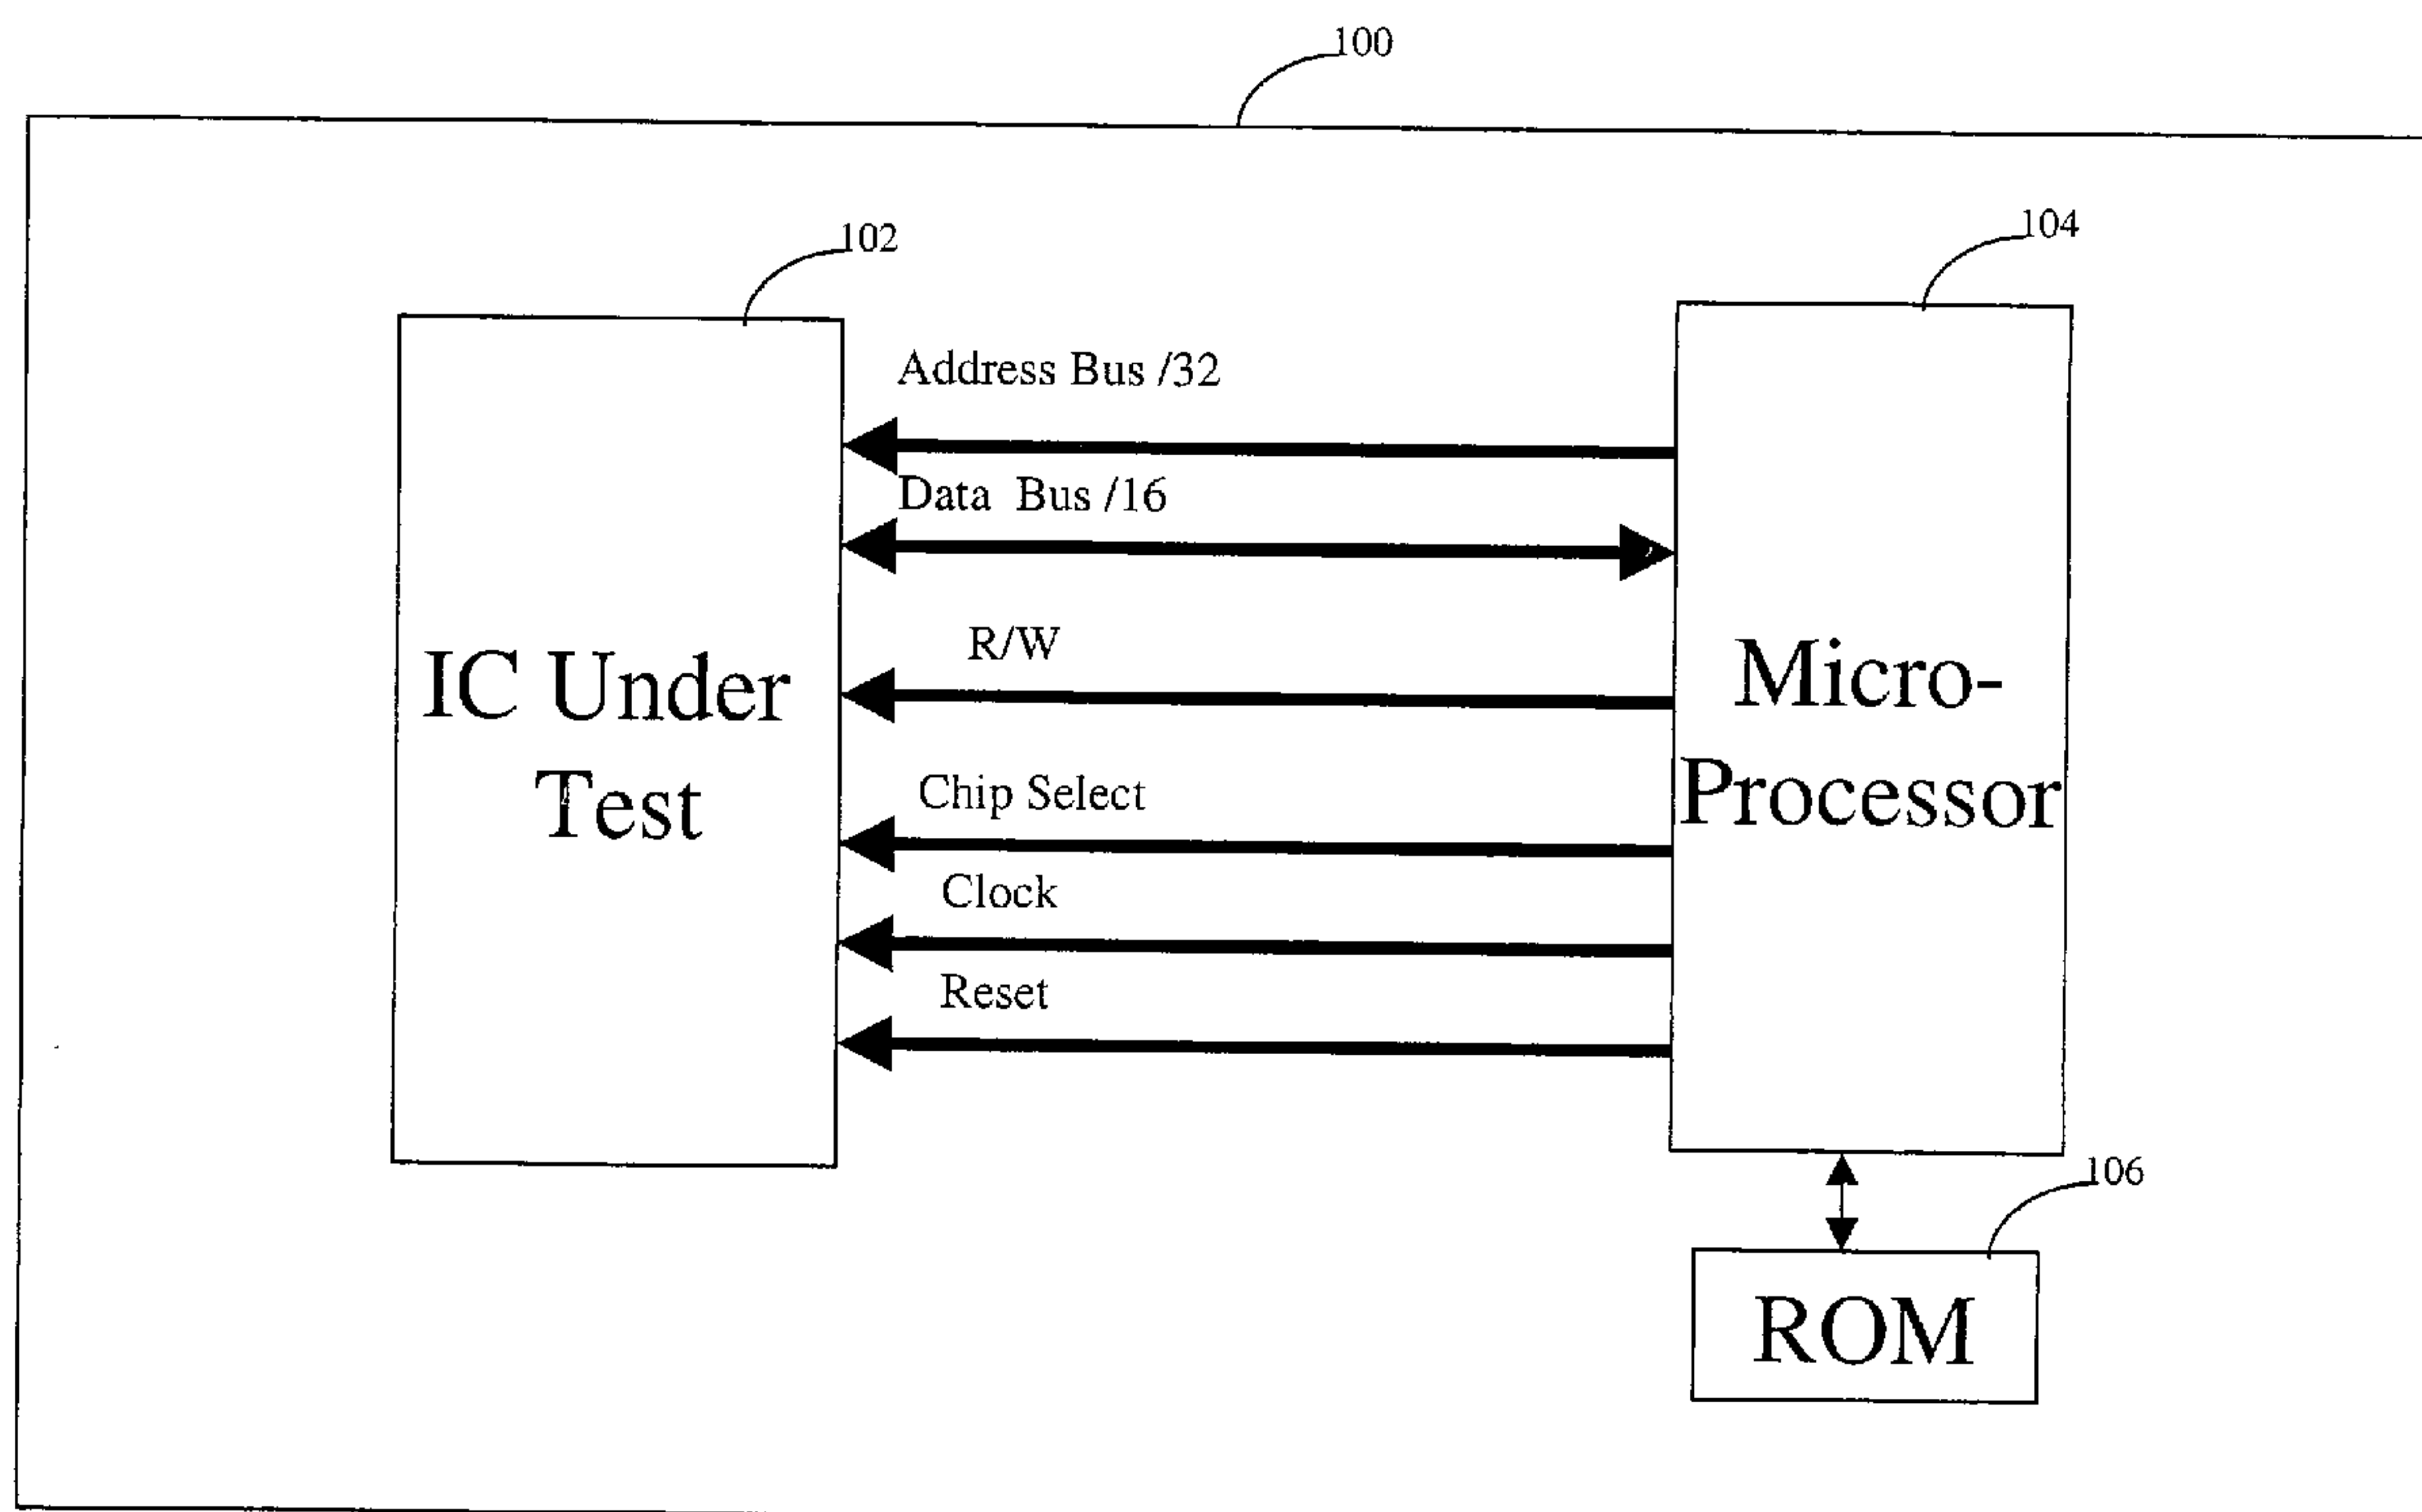 100
102
104
Address Bus /32
Data Bus /16
R/W
IC Under
Test
Micro-
Processor
Chip Select
Clock
Reset
106
ROM